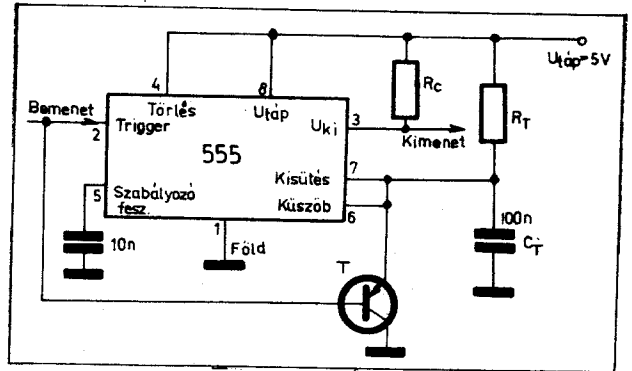 Utáp=5V
4
8
Bemenet
2
Törlés
Utáp
RC
Trigger
Uki
3
Kimenet
RT
555
Kisütés
7
5
Szabályozó
fesz.
Küszöb
6
1
Föld
10n
100n
CT
T